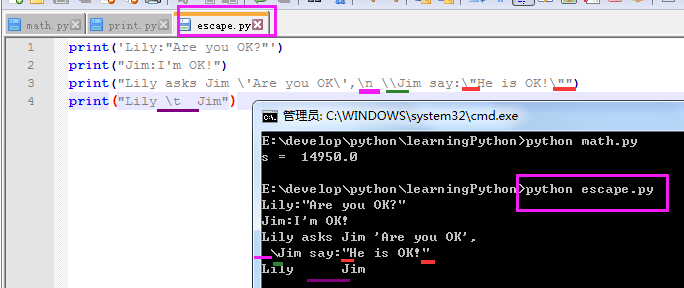 math.py print.py escape.py
1 print('Lily:"Are you OK?"')
2 print("Jim:I'm OK!")
3 print("Lily asks Jim \'Are you OK\',\n \\Jim say:\"He is OK!\"")
4 print("Lily \t  Jim")
管理员: C:\WINDOWS\system32\cmd.exe
E:\develop\python\learningPython>python math.py
s =  14950.0
E:\develop\python\learningPython>python escape.py
Lily:"Are you OK?"
Jim:I'm OK!
Lily asks Jim 'Are you OK',
 \Jim say:"He is OK!"
Lily      Jim